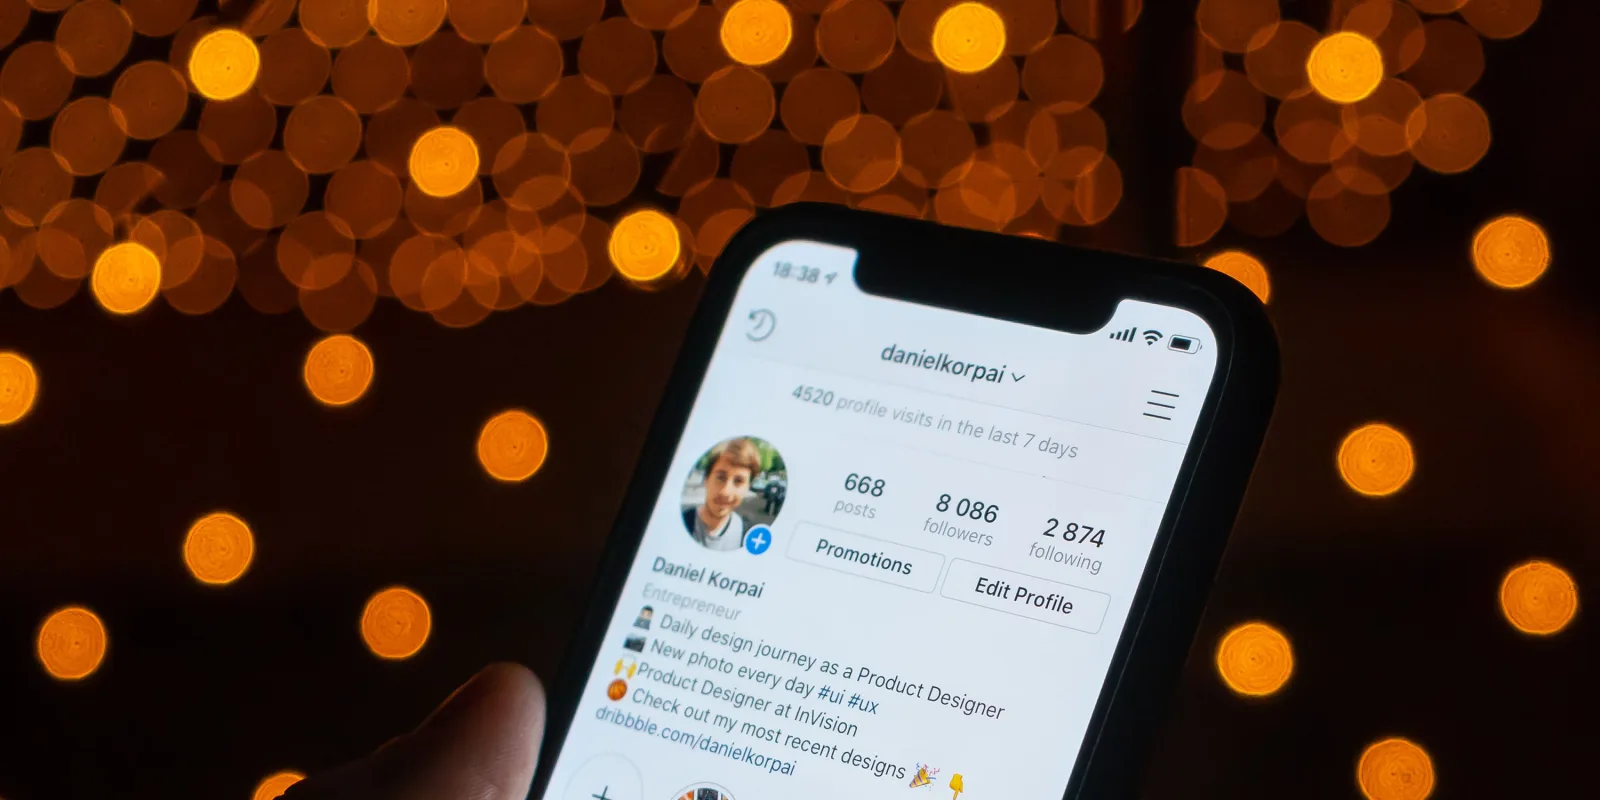 18:38
danielkorpai
4520 profile visits in the last 7 days
668 8 086 2 874
posts followers following
Promotions Edit Profile
Daniel Korpai
Entrepreneur
Daily design journey as a Product Designer
New photo every day #ui #ux
Product Designer at InVision
Check out my most recent designs
dribbble.com/danielkorpai